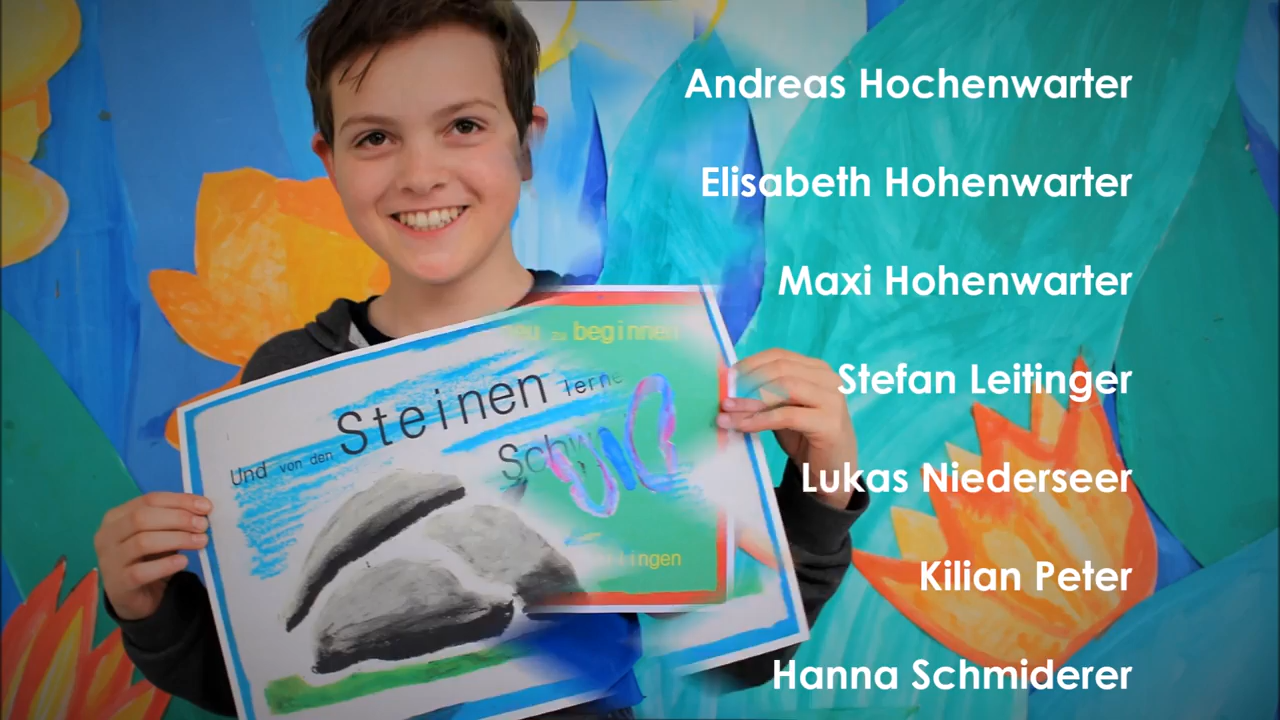 Andreas Hochenwarter
Elisabeth Hohenwarter
Maxi Hohenwarter
Stefan Leitinger
Lukas Niederseer
Kilian Peter
Hanna Schmiderer
zu beginnen
Und von den Steinen lerne